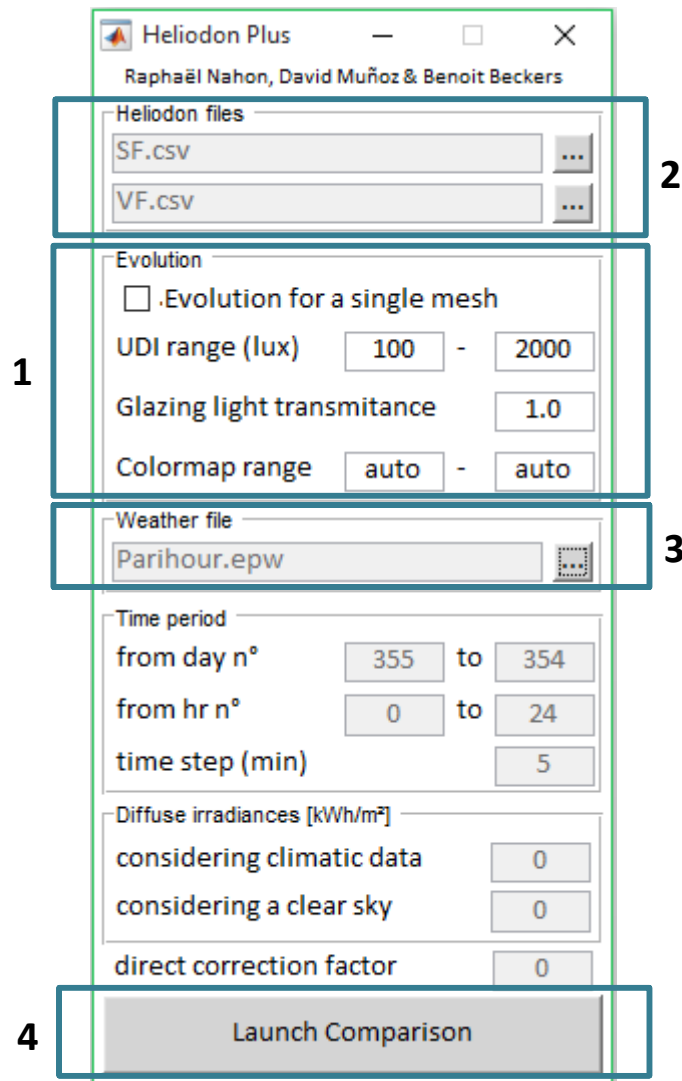 Heliodon Plus
Raphaël Nahon, David Muñoz & Benoit Beckers
Heliodon files
SF.csv ...
VF.csv ...
2
Evolution
Evolution for a single mesh
UDI range (lux) 100 - 2000
1
Glazing light transmitance 1.0
Colormap range auto - auto
Weather file
Parihour.epw ...
3
Time period
from day n° 355 to 354
from hr n° 0 to 24
time step (min) 5
Diffuse irradiances [kWh/m²]
considering climatic data 0
considering a clear sky 0
direct correction factor 0
4 Launch Comparison